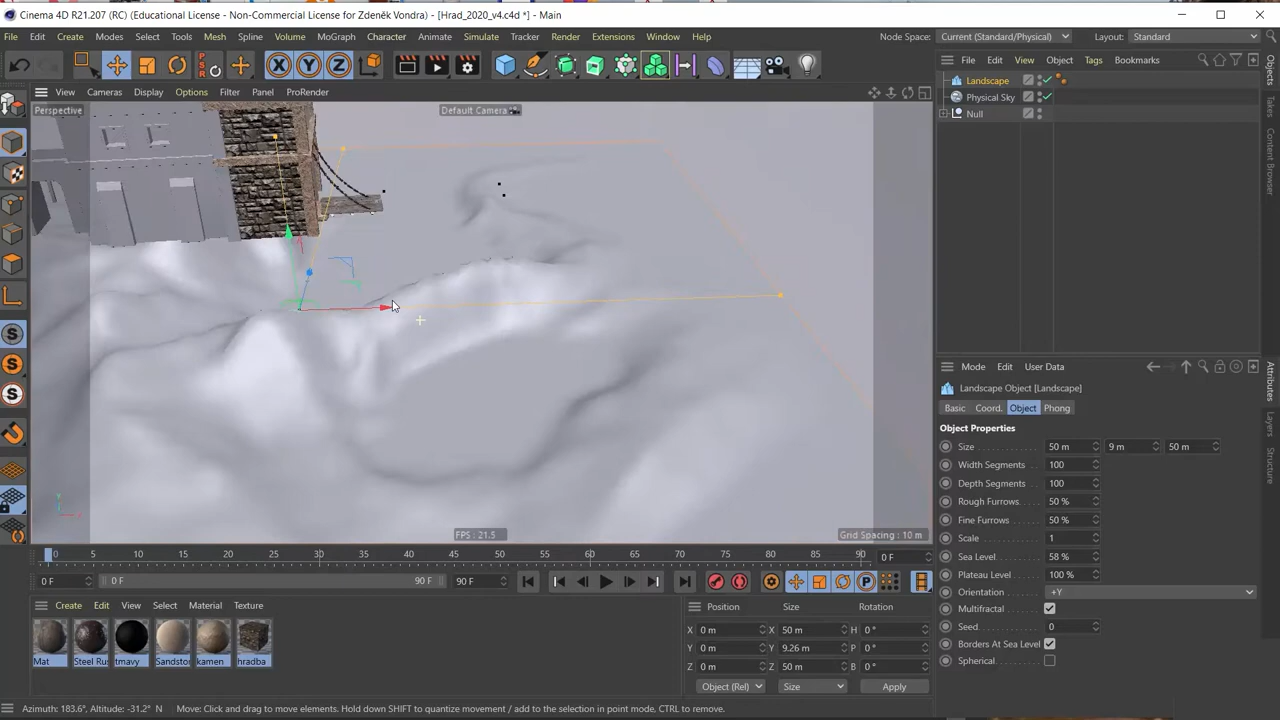 Cinema 4D R21.207 (RC) (Educational License - Non-Commercial License for Zdeněk Vondra) - [Hrad_2020_v4.c4d *] - Main
File Edit Create Modes Select Tools Mesh Spline Volume MoGraph Character Animate Simulate Tracker Render Extensions Window Help
Node Space: Current (Standard/Physical) Layout: Standard
X Y Z
View Cameras Display Options Filter Panel ProRender
File Edit View Object Tags Bookmarks
Perspective
Default Camera
Landscape
Physical Sky
Null
Objects
Takes
Content Browser
Mode Edit User Data
Landscape Object [Landscape]
Basic Coord. Object Phong
Object Properties
Size 50 m 9 m 50 m
Width Segments 100
Depth Segments 100
Rough Furrows 50 %
Fine Furrows 50 %
Scale 1
Sea Level 58 %
Plateau Level 100 %
Orientation +Y
Multifractal
Seed 0
Borders At Sea Level
Spherical
Attributes
Layers
Structure
FPS : 21.5
Grid Spacing : 10 m
0 5 10 15 20 25 30 35 40 45 50 55 60 65 70 75 80 85 90 0 F
0 F 0 F 90 F 90 F
Create Edit View Select Material Texture
Mat Steel Rus tmavy Sandsto kamen hradba
Position Size Rotation
X 0 m X 50 m H 0 °
Y 0 m Y 9.26 m P 0 °
Z 0 m Z 50 m B 0 °
Object (Rel) Size Apply
Azimuth: 183.6°, Altitude: -31.2° N Move: Click and drag to move elements. Hold down SHIFT to quantize movement / add to the selection in point mode, CTRL to remove.